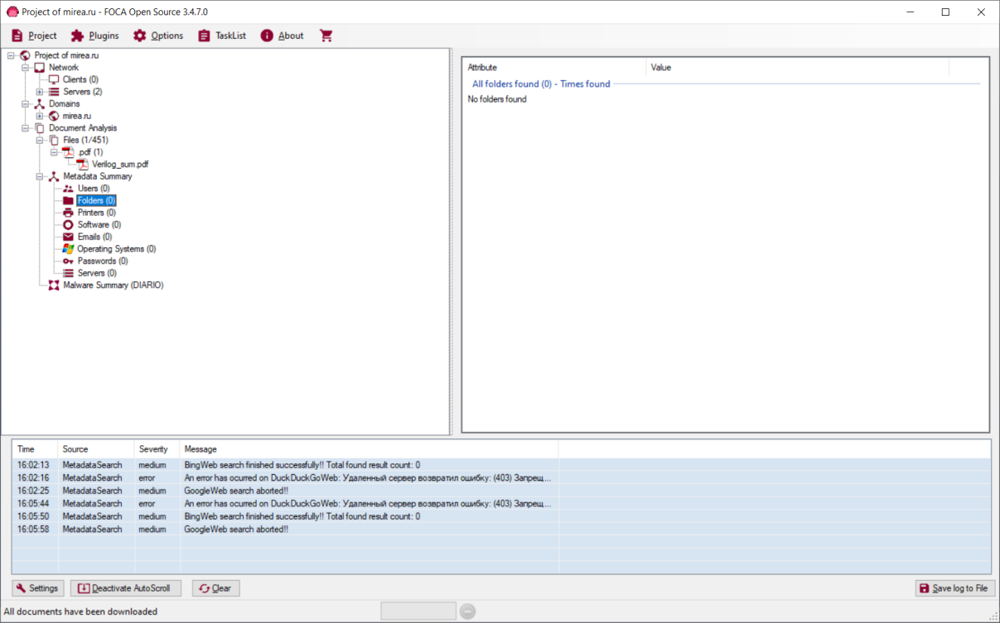 Project of mirea.ru - FOCA Open Source 3.4.7.0
Project Plugins Options TaskList About
Project of mirea.ru
Network
Clients (0)
Servers (2)
Domains
mirea.ru
Document Analysis
Files (1/451)
.pdf (1)
Verilog_sum.pdf
Metadata Summary
Users (0)
Folders (0)
Printers (0)
Software (0)
Emails (0)
Operating Systems (0)
Passwords (0)
Servers (0)
Malware Summary (DIARIO)
Attribute Value
All folders found (0) - Times found
No folders found
Time Source Severity Message
16:02:13 MetadataSearch medium BingWeb search finished successfully!! Total found result count: 0
16:02:16 MetadataSearch error An error has ocurred on DuckDuckGoWeb: Удаленный сервер возвратил ошибку: (403) Запрещ...
16:02:25 MetadataSearch medium GoogleWeb search aborted!!
16:05:44 MetadataSearch error An error has ocurred on DuckDuckGoWeb: Удаленный сервер возвратил ошибку: (403) Запрещ...
16:05:50 MetadataSearch medium BingWeb search finished successfully!! Total found result count: 0
16:05:58 MetadataSearch medium GoogleWeb search aborted!!
Settings Deactivate AutoScroll Clear Save log to File
All documents have been downloaded